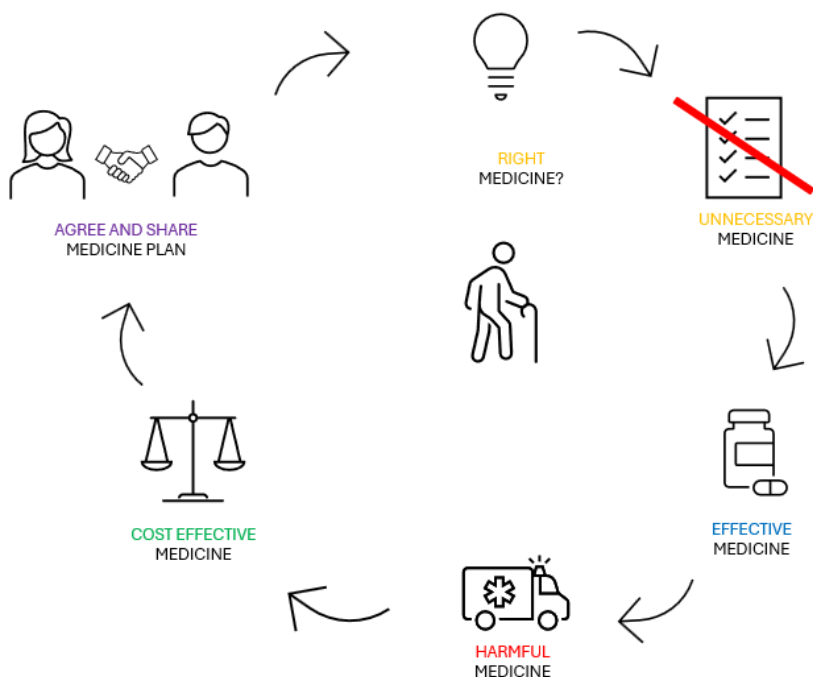 RIGHT
MEDICINE?
UNNECESSARY
MEDICINE
EFFECTIVE
MEDICINE
HARMFUL
MEDICINE
COST EFFECTIVE
MEDICINE
AGREE AND SHARE
MEDICINE PLAN